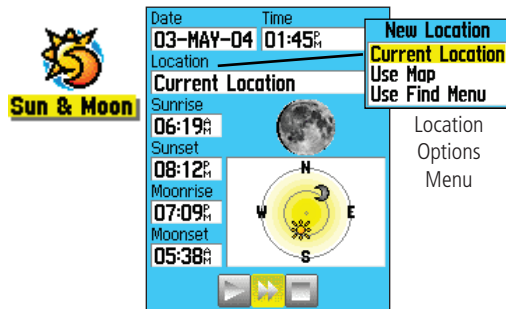 Sun & Moon
Date Time
03-MAY-04 01:45PM
Location
Current Location
Sunrise
06:19AM
Sunset
08:12PM
Moonrise
07:09PM
Moonset
05:38AM
N
W E
S
New Location
Current Location
Use Map
Use Find Menu
Location
Options
Menu